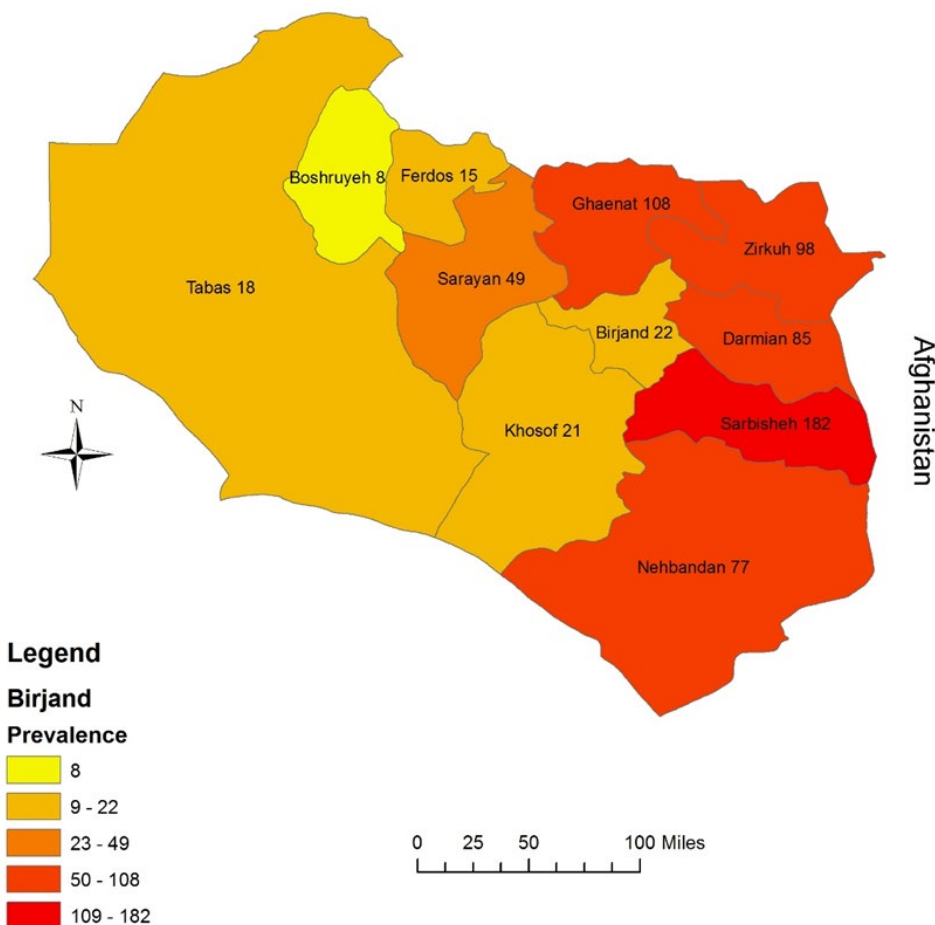 Boshruyeh 8
Ferdos 15
Ghaenat 108
Zirkuh 98
Tabas 18
Sarayan 49
Birjand 22
Darmian 85
Afghanistan
N
Khosof 21
Sarbisheh 182
Nehbandan 77
Legend
Birjand
Prevalence
8
9 - 22
23 - 49
50 - 108
109 - 182
0 25 50 100 Miles